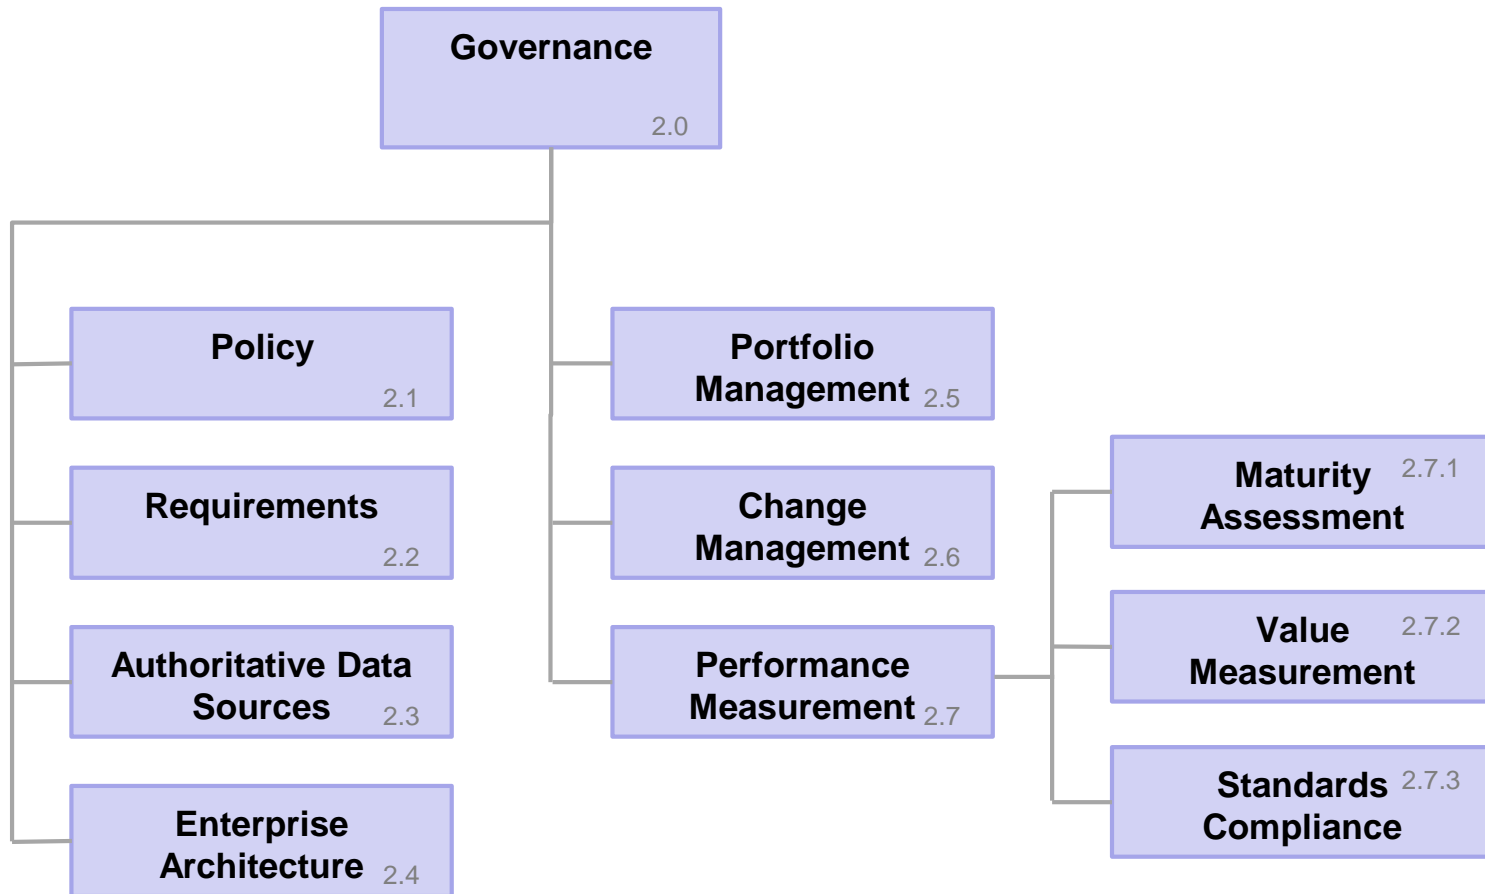 Governance
2.0
Policy
2.1
Requirements
2.2
Authoritative Data
Sources 2.3
Enterprise
Architecture 2.4
Portfolio
Management 2.5
Change
Management 2.6
Performance
Measurement 2.7
Maturity 2.7.1
Assessment
Value 2.7.2
Measurement
Standards 2.7.3
Compliance